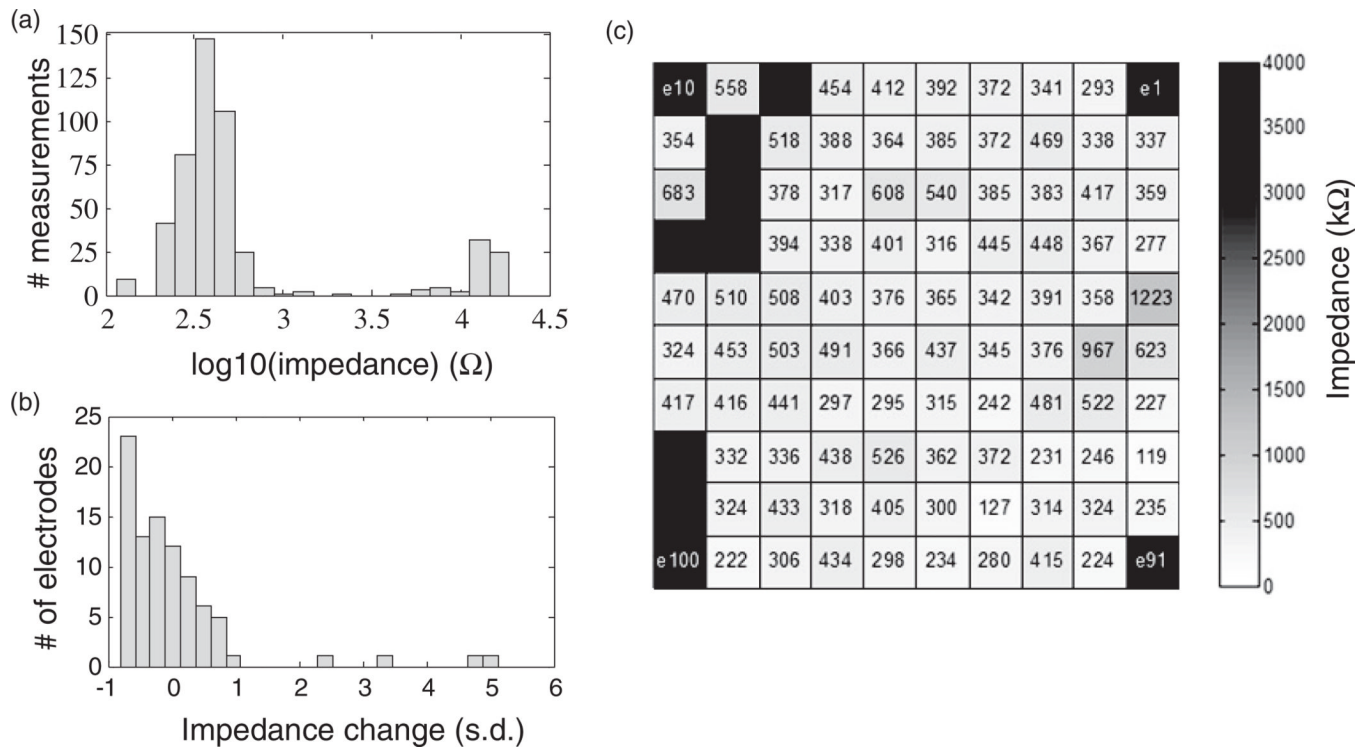 (a)
150
125
100
75
50
25
0
# measurements
2 2.5 3 3.5 4 4.5
log10(impedance) (Ω)
(b)
25
20
15
10
5
0
# of electrodes
-1 0 1 2 3 4 5 6
Impedance change (s.d.)
(c)
e10 558 454 412 392 372 341 293 e1
354 518 388 364 385 372 469 338 337
683 378 317 608 540 385 383 417 359
394 338 401 316 445 448 367 277
470 510 508 403 376 365 342 391 358 1223
324 453 503 491 366 437 345 376 967 623
417 416 441 297 295 315 242 481 522 227
332 336 438 526 362 372 231 246 119
324 433 318 405 300 127 314 324 235
e100 222 306 434 298 234 280 415 224 e91
4000
3500
3000
2500
2000
1500
1000
500
0
Impedance (kΩ)